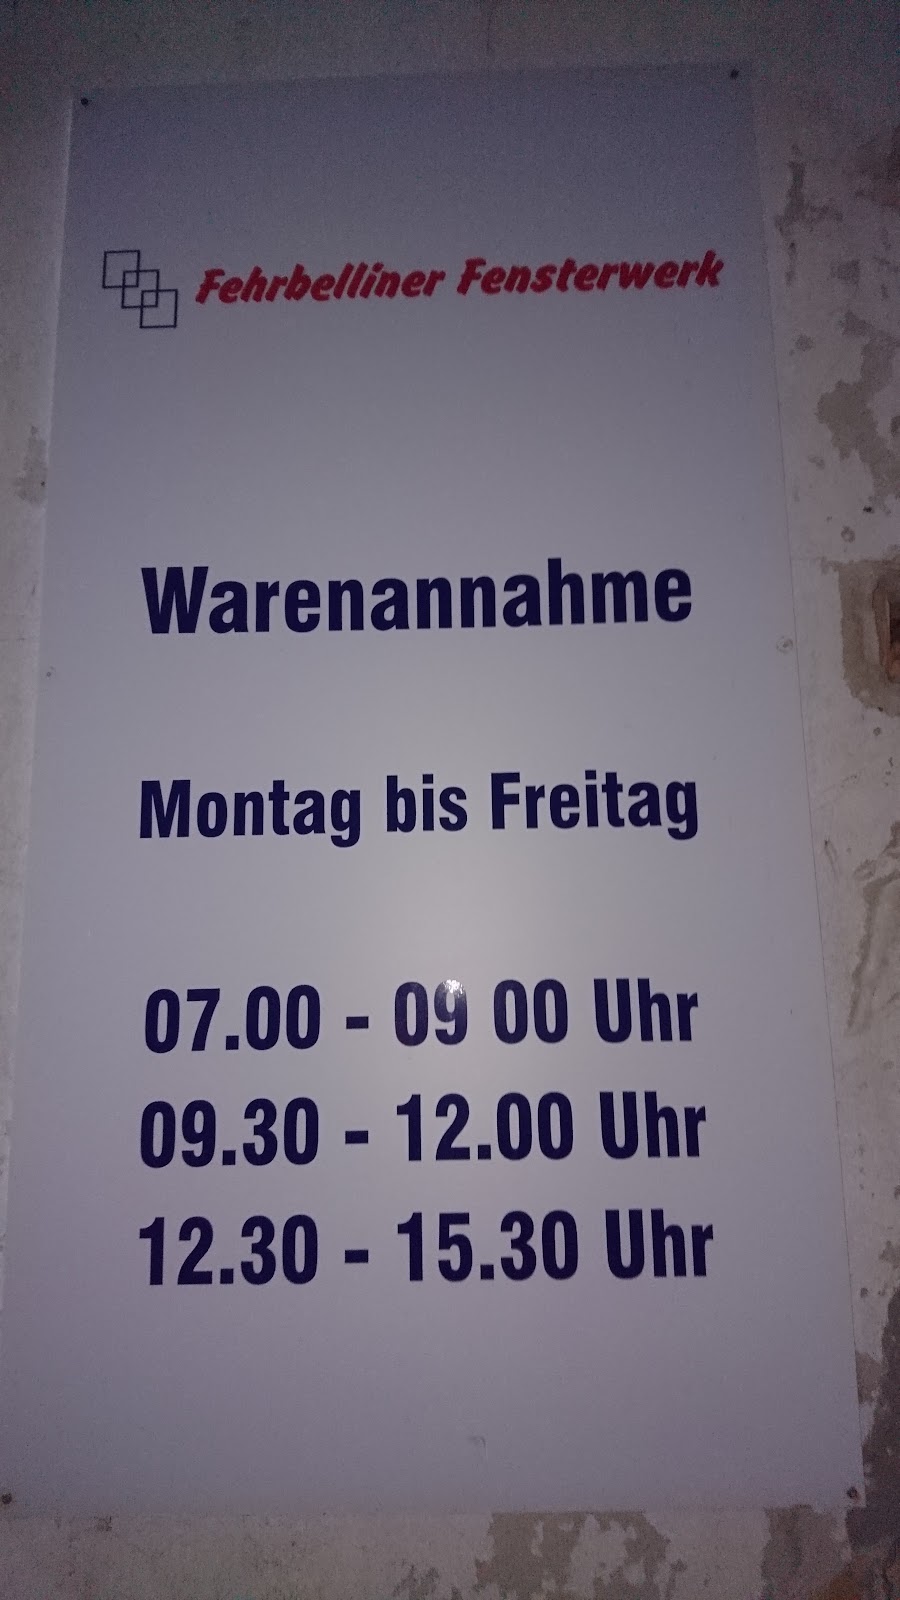 Fehrbelliner Fensterwerk
Warenannahme
Montag bis Freitag
07.00 - 09 00 Uhr
09.30 - 12.00 Uhr
12.30 - 15.30 Uhr